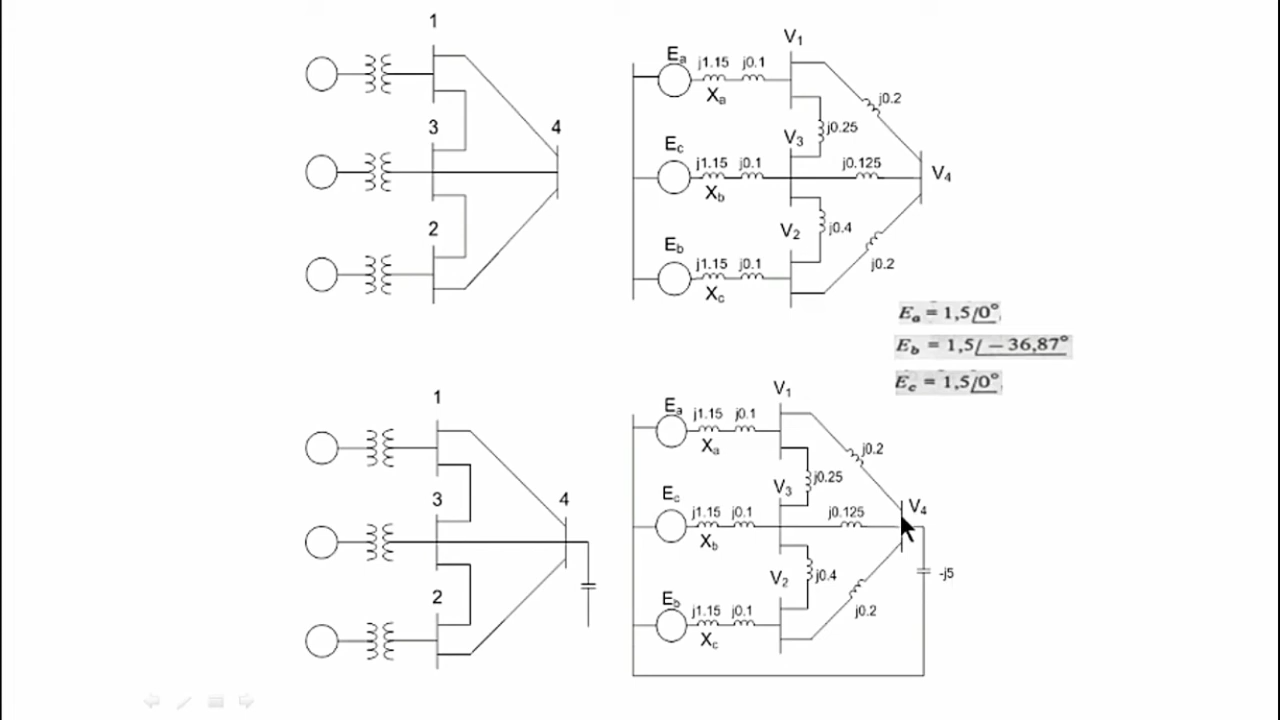 1
3
4
2
Ea j1.15 j0.1 V1
Xa
j0.2
j0.25
Ec j1.15 j0.1 V3 j0.125
Xb
V4
j0.4
Eb j1.15 j0.1 V2
Xc
j0.2
Ea = 1,5/0°
Eb = 1,5/− 36,87°
Ec = 1,5/0°
1
3
4
2
Ea j1.15 j0.1 V1
Xa
j0.2
j0.25
Ec j1.15 j0.1 V3 j0.125
Xb
V4
-j5
j0.4
Eb j1.15 j0.1 V2
Xc
j0.2